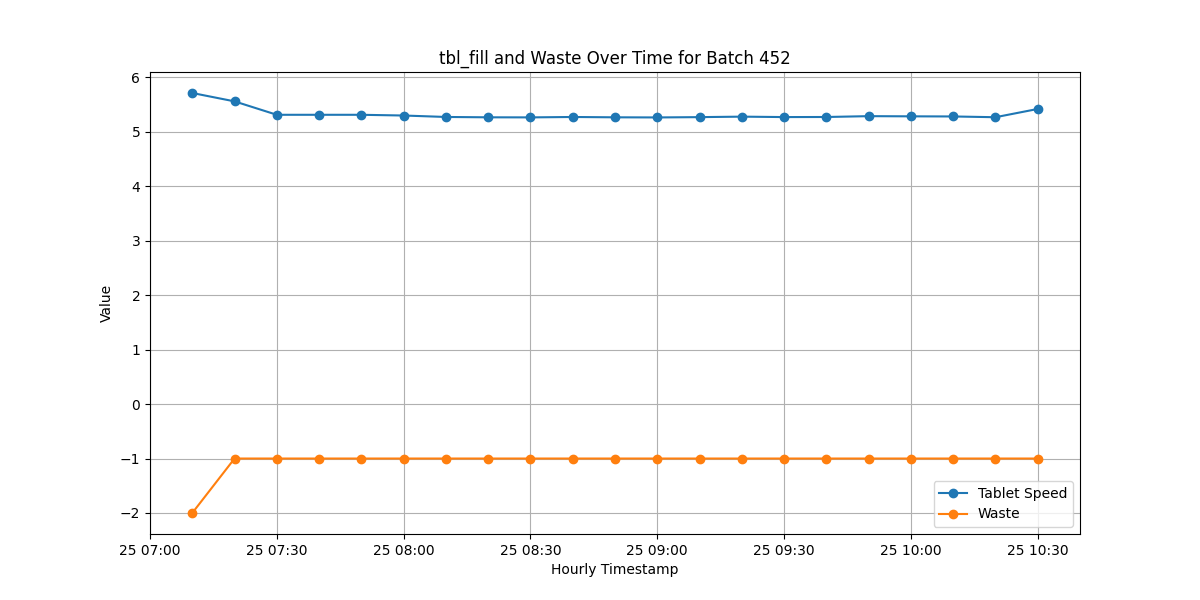 tbl_fill and Waste Over Time for Batch 452
6
5
4
3
2
1
0
−1
−2
Value
Tablet Speed
Waste
25 07:00 25 07:30 25 08:00 25 08:30 25 09:00 25 09:30 25 10:00 25 10:30
Hourly Timestamp